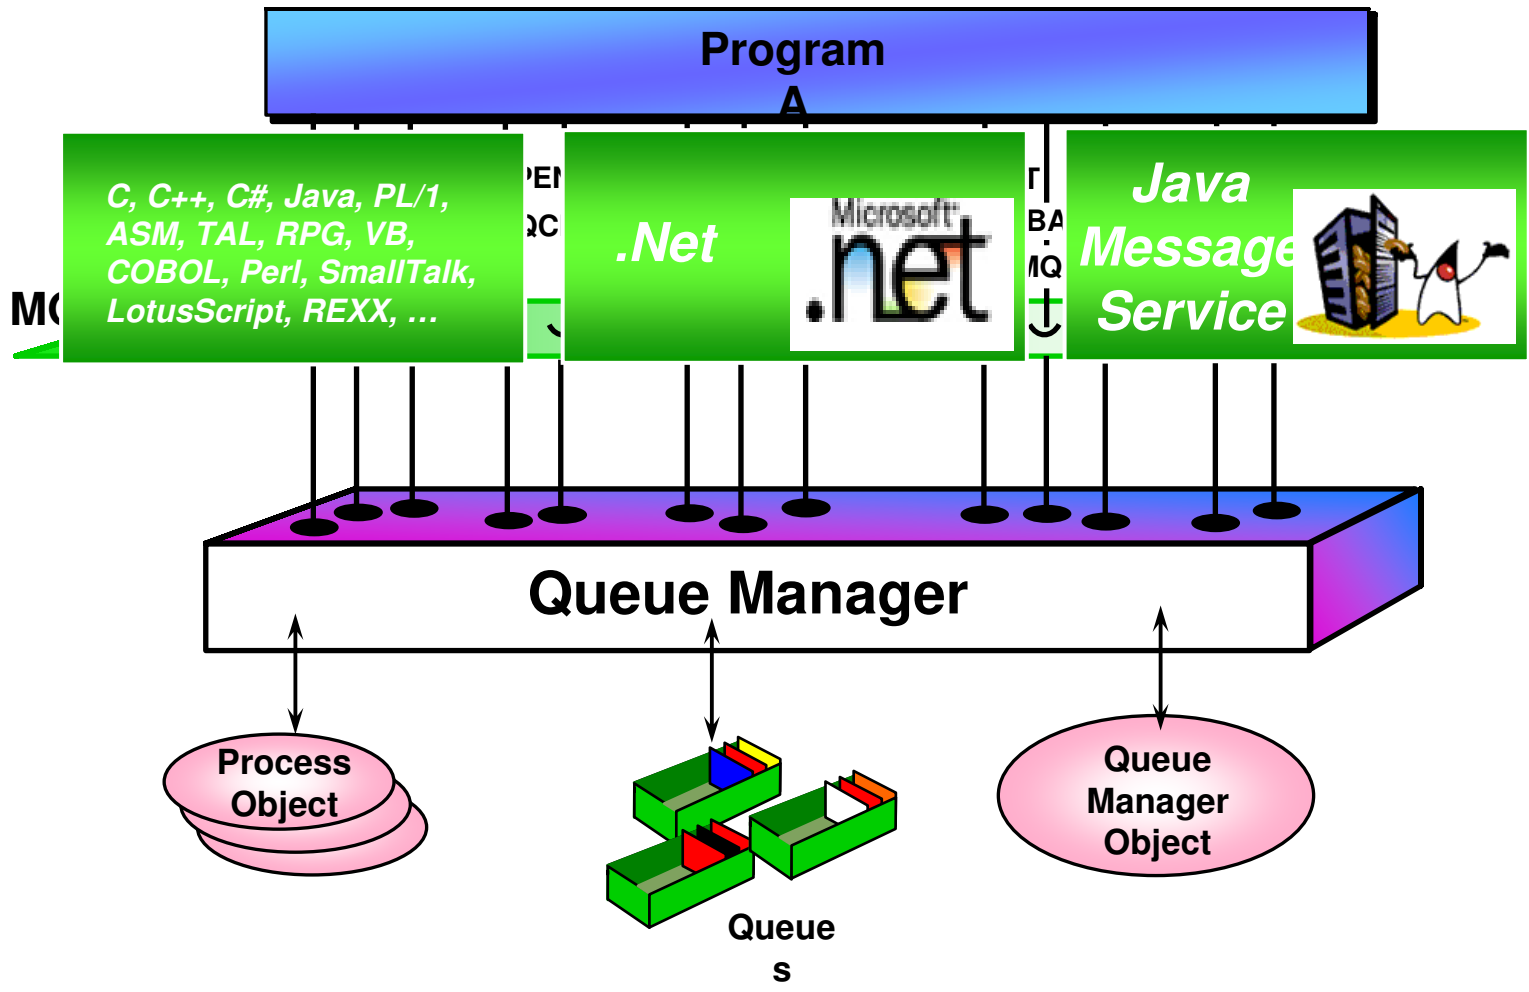 Program
A
C, C++, C#, Java, PL/1,
ASM, TAL, RPG, VB,
COBOL, Perl, SmallTalk,
LotusScript, REXX, …
.Net
Microsoft
.net
Java
Message
Service
Queue Manager
Process
Object
Queue
s
Queue
Manager
Object